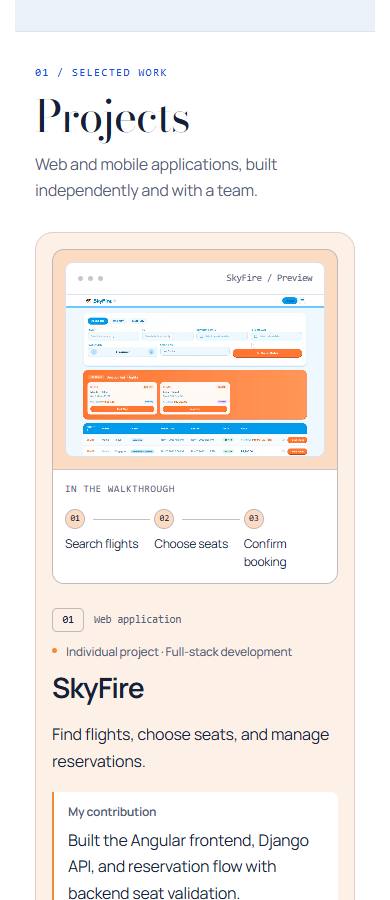 01 / SELECTED WORK
Projects
Web and mobile applications, built
independently and with a team.
SkyFire / Preview
SkyFire
IN THE WALKTHROUGH
01
02
03
Search flights
Choose seats
Confirm
booking
01
Web application
Individual project · Full-stack development
SkyFire
Find flights, choose seats, and manage
reservations.
My contribution
Built the Angular frontend, Django
API, and reservation flow with
backend seat validation.